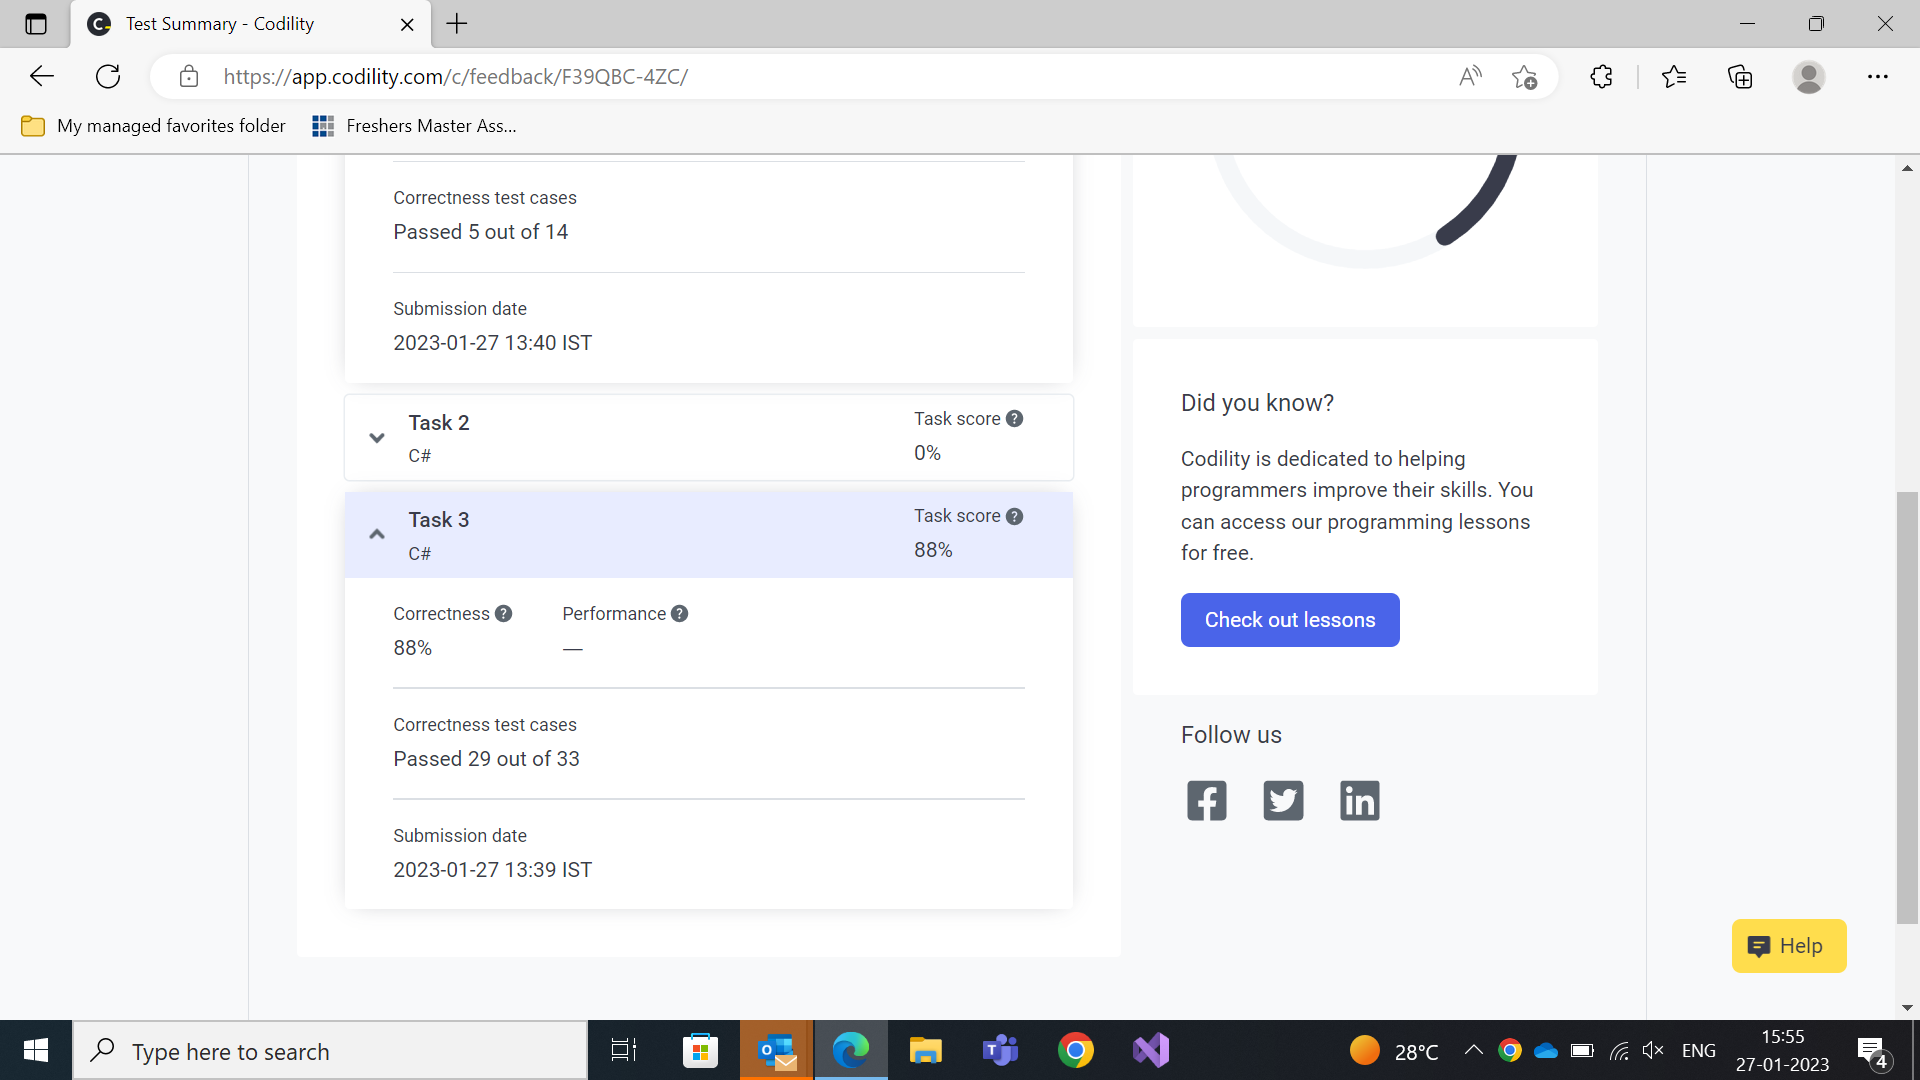 Test Summary - Codility
https://app.codility.com/c/feedback/F39QBC-4ZC/
My managed favorites folder
Freshers Master Ass...
Correctness test cases
Passed 5 out of 14
Submission date
2023-01-27 13:40 IST
Task 2
C#
Task score
0%
Task 3
C#
Task score
88%
Correctness
88%
Performance
—
Correctness test cases
Passed 29 out of 33
Submission date
2023-01-27 13:39 IST
Did you know?
Codility is dedicated to helping
programmers improve their skills. You
can access our programming lessons
for free.
Check out lessons
Follow us
Help
Type here to search
28°C
ENG
15:55
27-01-2023
4